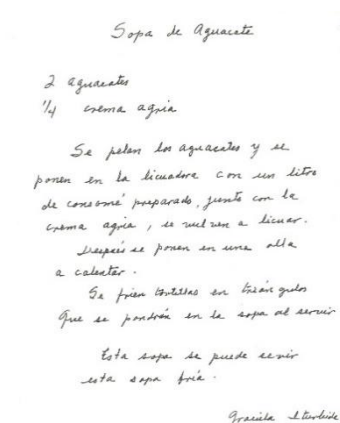 Sopa de Aguacate
2 aguacates
1/4 crema agria
Se pelan los aguacates y se
ponen en la licuadora con un litro
de consomé preparado, junto con la
crema agria, se vuelven a licuar.
Después se ponen en una olla
a calentar.
Se frien tortillas en triángulos
que se pondrán en la sopa al servir
Esta sopa se puede servir
esta sopa fría.
Graciela Iturbide